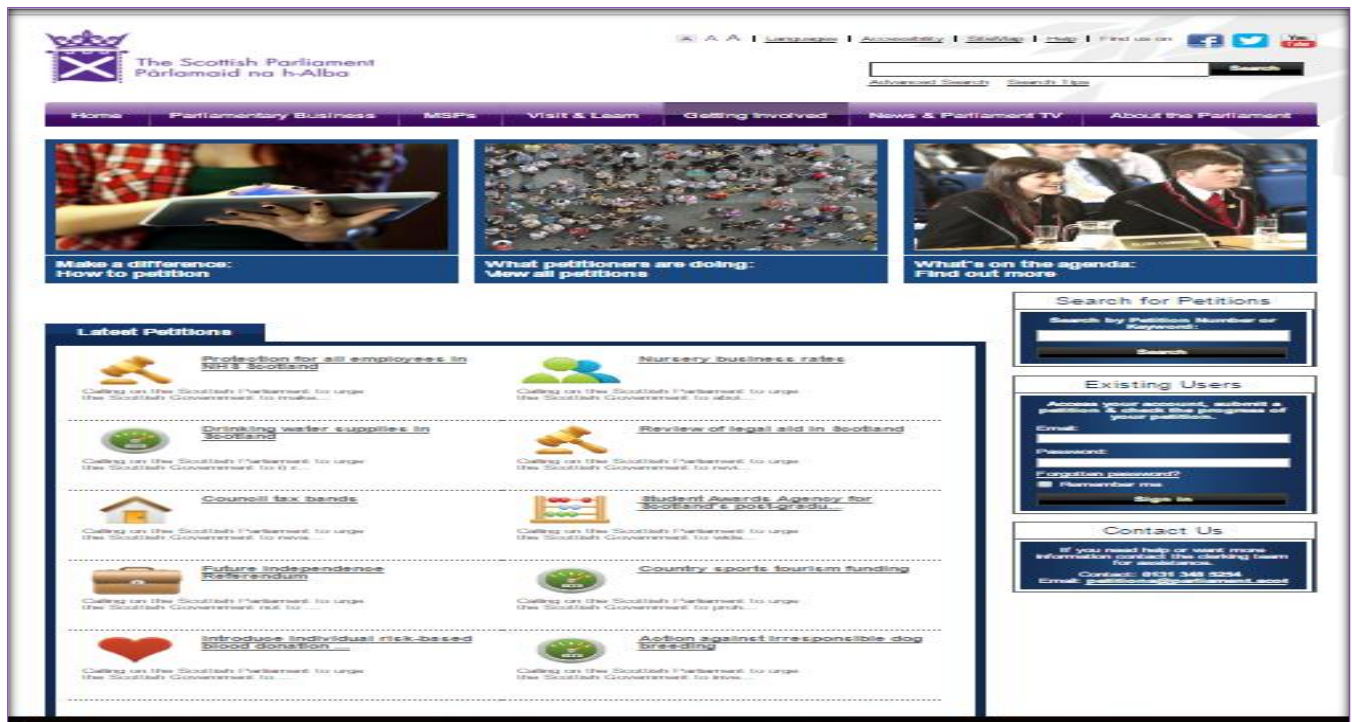 The Scottish Parliament
Pàrlamaid na h-Alba
A A A | Languages | Accessibility | SiteMap | Help | Find us on
You Tube
Search
Advanced Search Search Tips
Home Parliamentary Business MSPs Visit & Learn Getting Involved News & Parliament TV About the Parliament
Make a difference:
How to petition
What petitioners are doing:
View all petitions
What's on the agenda:
Find out more
Latest Petitions
Protection for all employees in
NHS Scotland
Calling on the Scottish Parliament to urge
the Scottish Government to make...
Nursery business rates
Calling on the Scottish Parliament to urge
the Scottish Government to abol...
Drinking water supplies in
Scotland
Calling on the Scottish Parliament to urge
the Scottish Government to
Review of legal aid in Scotland
Calling on the Scottish Parliament to urge
the Scottish Government to revi...
Council tax bands
Calling on the Scottish Parliament to urge
the Scottish Government to reva...
Student Awards Agency for
Scotland's post-gradu...
Calling on the Scottish Parliament to urge
the Scottish Government to wide...
Future Independence
Referendum
Calling on the Scottish Parliament to urge
the Scottish Government not to ....
Country sports tourism funding
Calling on the Scottish Parliament to urge
the Scottish Government to proh...
Introduce individual risk-based
blood donation ...
Calling on the Scottish Parliament to urge
the Scottish Government to ...
Action against irresponsible dog
breeding
Calling on the Scottish Parliament to urge
the Scottish Government to inve...
Search for Petitions
Search by Petition Number or
Keyword:
Search
Existing Users
Access your account, submit a
petition & check the progress of
your petition.
Email:
Password:
Forgotten password?
Remember me
Sign in
Contact Us
If you need help or want more
information contact the clerking team
for assistance.
Contact: 0131 348 5254
Email: petitions@parliament.scot